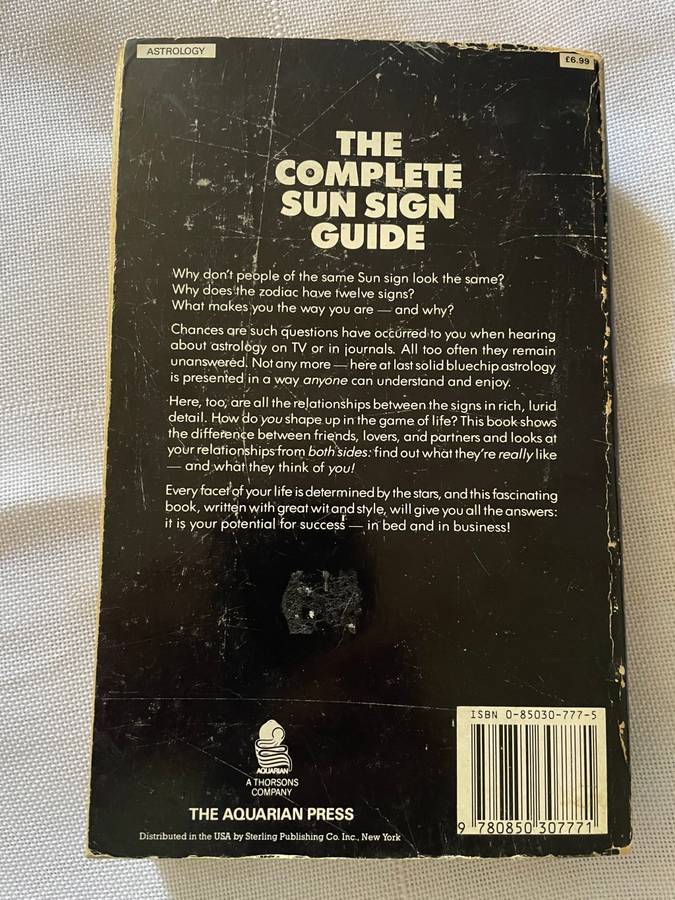 ASTROLOGY
£6.99
THE
COMPLETE
SUN SIGN
GUIDE
Why don't people of the same Sun sign look the same?
Why does the zodiac have twelve signs?
What makes you the way you are — and why?
Chances are such questions have occurred to you when hearing
about astrology on TV or in journals. All too often they remain
unanswered. Not any more — here at last solid bluechip astrology
is presented in a way anyone can understand and enjoy.
Here, too, are all the relationships between the signs in rich, lurid
detail. How do you shape up in the game of life? This book shows
the difference between friends, lovers, and partners and looks at
your relationships from both sides: find out what they're really like
— and what they think of you!
Every facet of your life is determined by the stars, and this fascinating
book, written with great wit and style, will give you all the answers:
it is your potential for success — in bed and in business!
AQUARIAN
A THORSONS
COMPANY
THE AQUARIAN PRESS
Distributed in the USA by Sterling Publishing Co. Inc., New York
ISBN 0-85030-777-5
9 780850 307771